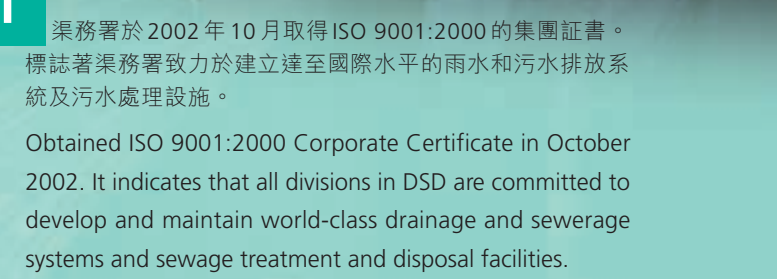 渠務署於2002年10月取得ISO 9001:2000的集團証書。
標誌著渠務署致力於建立達至國際水平的雨水和污水排放系
統及污水處理設施。
Obtained ISO 9001:2000 Corporate Certificate in October
2002. It indicates that all divisions in DSD are committed to
develop and maintain world-class drainage and sewerage
systems and sewage treatment and disposal facilities.